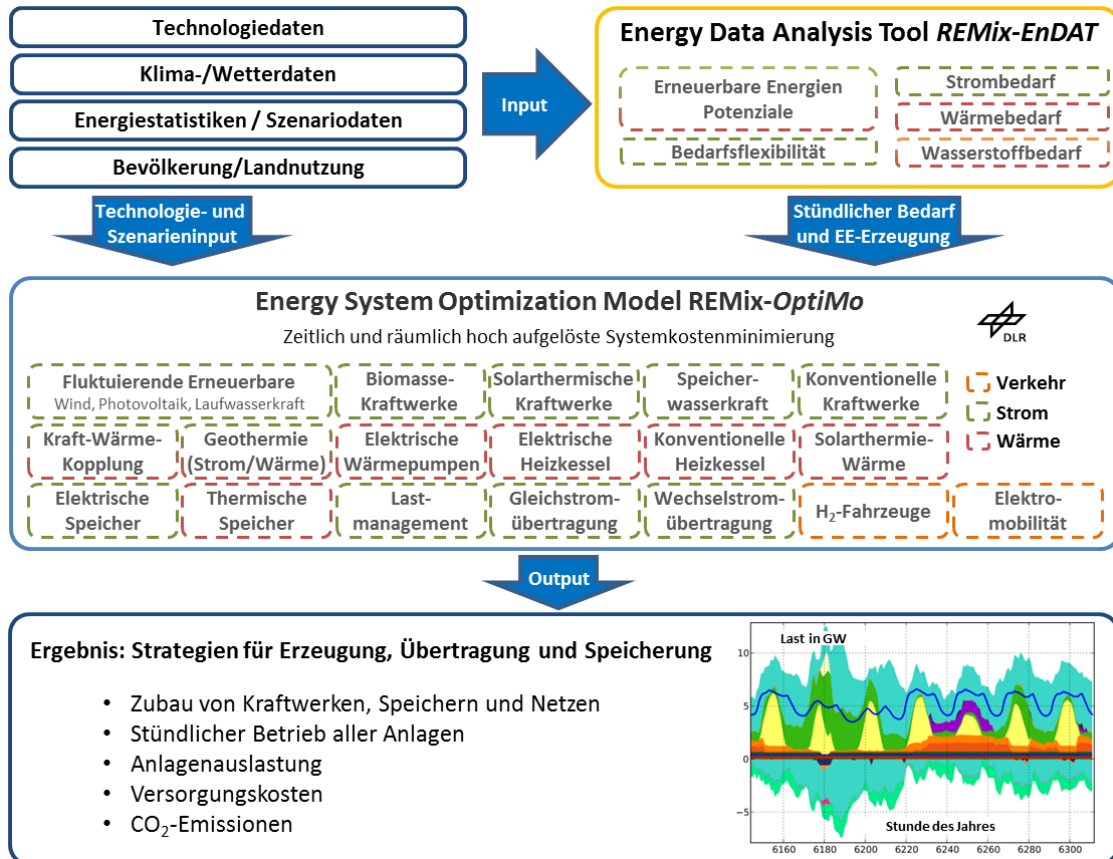 Technologiedaten
Klima-/Wetterdaten
Energiestatistiken / Szenariodaten
Bevölkerung/Landnutzung
Input
Energy Data Analysis Tool REMix-EnDAT
Erneuerbare Energien
Potenziale
Bedarfsflexibilität
Strombedarf
Wärmebedarf
Wasserstoffbedarf
Technologie- und
Szenarieninput
Stündlicher Bedarf
und EE-Erzeugung
Energy System Optimization Model REMix-OptiMo
Zeitlich und räumlich hoch aufgelöste Systemkostenminimierung
DLR
Fluktuierende Erneuerbare
Wind, Photovoltaik, Laufwasserkraft
Biomasse-
Kraftwerke
Solarthermische
Kraftwerke
Speicher-
wasserkraft
Konventionelle
Kraftwerke
Kraft-Wärme-
Kopplung
Geothermie
(Strom/Wärme)
Elektrische
Wärmepumpen
Elektrische
Heizkessel
Konventionelle
Heizkessel
Solarthermie-
Wärme
Elektrische
Speicher
Thermische
Speicher
Last-
management
Gleichstrom-
übertragung
Wechselstrom-
übertragung
H₂-Fahrzeuge
Elektro-
mobilität
Verkehr
Strom
Wärme
Output
Ergebnis: Strategien für Erzeugung, Übertragung und Speicherung
• Zubau von Kraftwerken, Speichern und Netzen
• Stündlicher Betrieb aller Anlagen
• Anlagenauslastung
• Versorgungskosten
• CO₂-Emissionen
Last in GW
10
5
0
−5
Stunde des Jahres
6160 6180 6200 6220 6240 6260 6280 6300